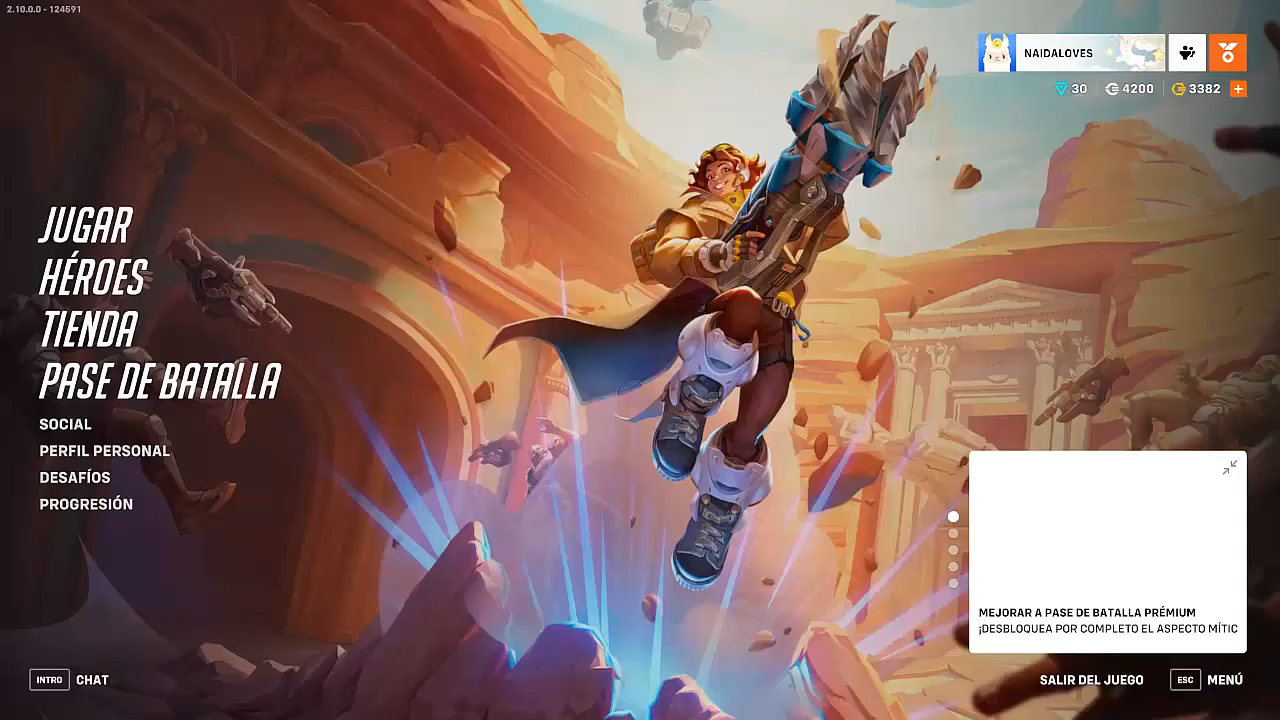 2.10.0.0 - 124591
NAIDALOVES
30 4200 3382 +
JUGAR
HÉROES
TIENDA
PASE DE BATALLA
SOCIAL
PERFIL PERSONAL
DESAFÍOS
PROGRESIÓN
MEJORAR A PASE DE BATALLA PRÉMIUM
¡DESBLOQUEA POR COMPLETO EL ASPECTO MÍTIC
INTRO CHAT
SALIR DEL JUEGO
ESC MENÚ